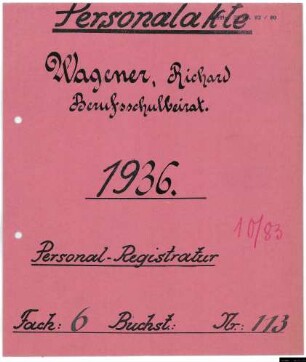 Personalakte
Wagener, Richard
Berufsschulbeirat.
1936.
10/83
Personal-Registratur
Fach: 6 Buchst: Nr: 113